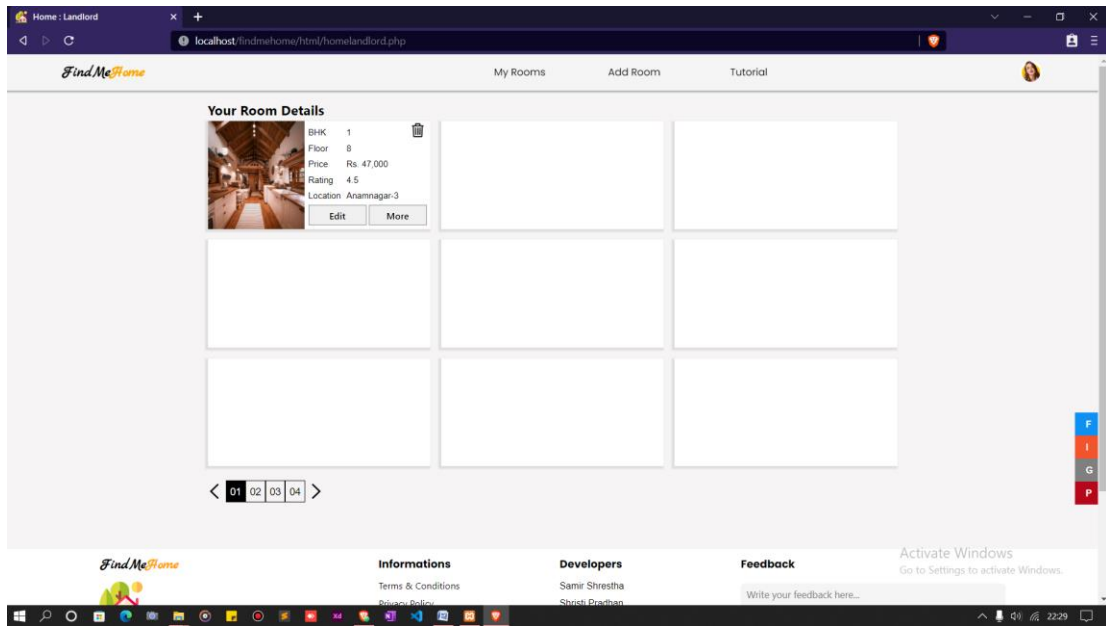 Home : Landlord
localhost/findmehome/html/homelandlord.php
FindMeHome
My Rooms
Add Room
Tutorial
Your Room Details
BHK 1
Floor 8
Price Rs. 47,000
Rating 4.5
Location Anamnagar-3
Edit More
F
I
G
P
01 02 03 04
FindMeHome
Informations
Terms & Conditions
Privacy Policy
Developers
Samir Shrestha
Shristi Pradhan
Feedback
Write your feedback here...
Activate Windows
Go to Settings to activate Windows.
22:29